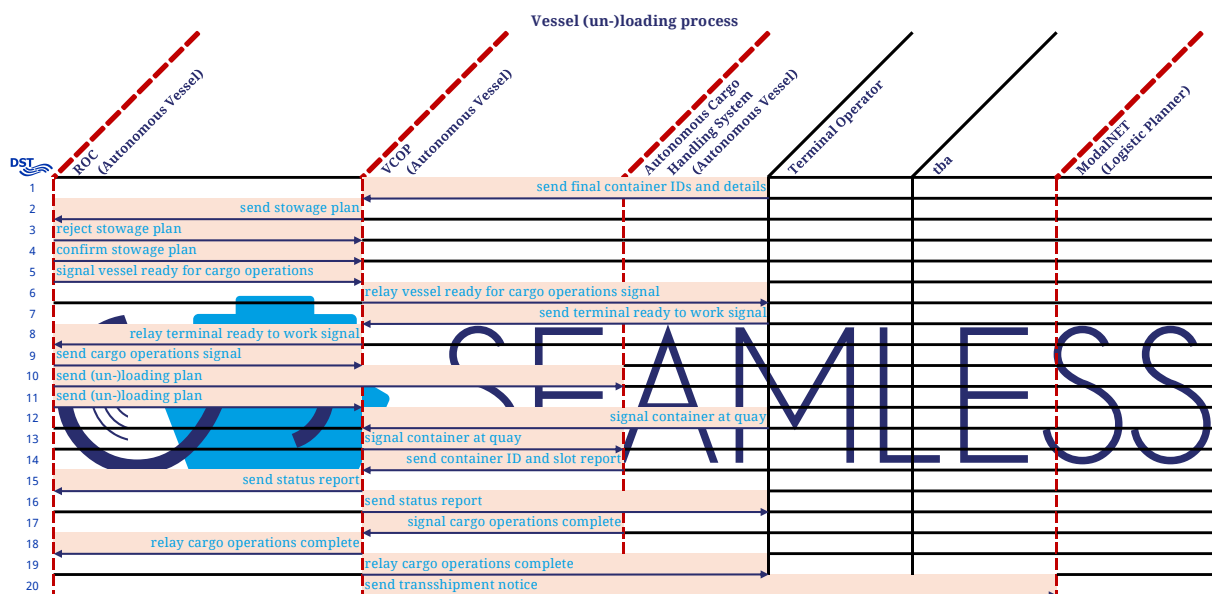 Vessel (un-)loading process
ROC
(Autonomous Vessel)
VCOP
(Autonomous Vessel)
Autonomous Cargo
Handling System
(Autonomous Vessel)
Terminal Operator
tba
ModalNET
(Logistic Planner)
DST
1 send final container IDs and details
2 send stowage plan
3 reject stowage plan
4 confirm stowage plan
5 signal vessel ready for cargo operations
6 relay vessel ready for cargo operations signal
7 send terminal ready to work signal
8 relay terminal ready to work signal
9 send cargo operations signal
10 send (un-)loading plan
11 send (un-)loading plan
12 signal container at quay
13 signal container at quay
14 send container ID and slot report
15 send status report
16 send status report
17 signal cargo operations complete
18 relay cargo operations complete
19 relay cargo operations complete
20 send transshipment notice
SEAMLESS